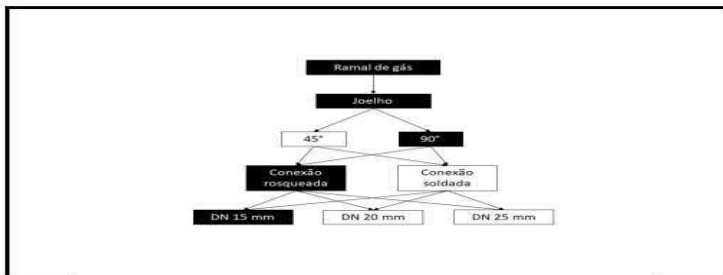 Ramal de gás
Joelho
45°
90°
Conexão
rosqueada
Conexão
soldada
DN 15 mm
DN 20 mm
DN 25 mm